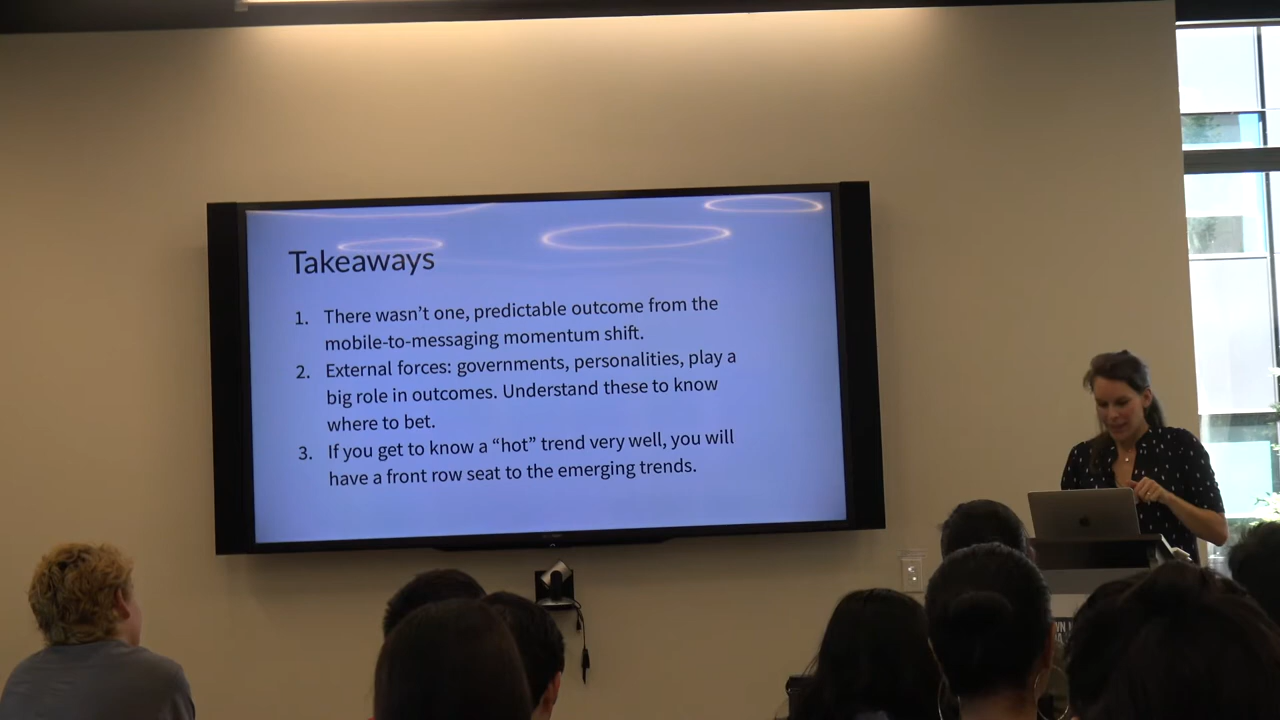 Takeaways
1. There wasn't one, predictable outcome from the
mobile-to-messaging momentum shift.
2. External forces: governments, personalities, play a
big role in outcomes. Understand these to know
where to bet.
3. If you get to know a “hot” trend very well, you will
have a front row seat to the emerging trends.